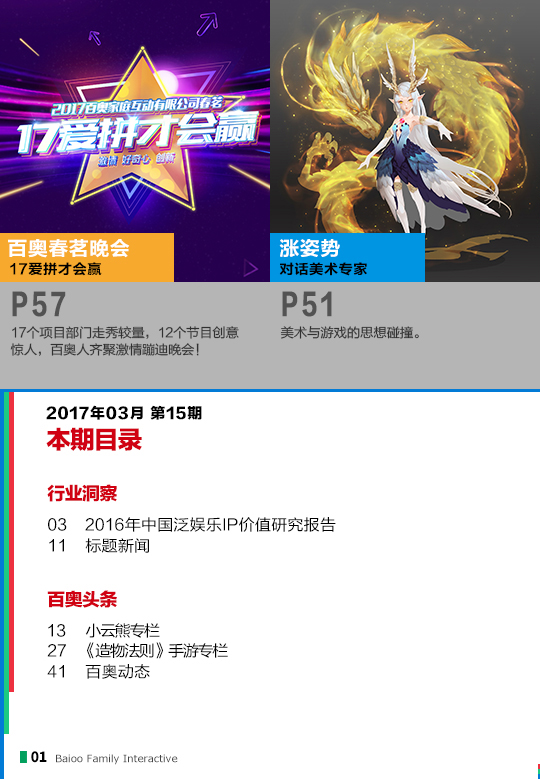 2017百奥家庭互动有限公司春茗
17爱拼才会赢
激情 好奇心 创新
百奥春茗晚会
17爱拼才会赢
P57
17个项目部门走秀较量，12个节目创意
惊人，百奥人齐聚激情蹦迪晚会！
涨姿势
对话美术专家
P51
美术与游戏的思想碰撞。
2017年03月 第15期
本期目录
行业洞察
03 2016年中国泛娱乐IP价值研究报告
11 标题新闻
百奥头条
13 小云熊专栏
27 《造物法则》手游专栏
41 百奥动态
01 Baioo Family Interactive